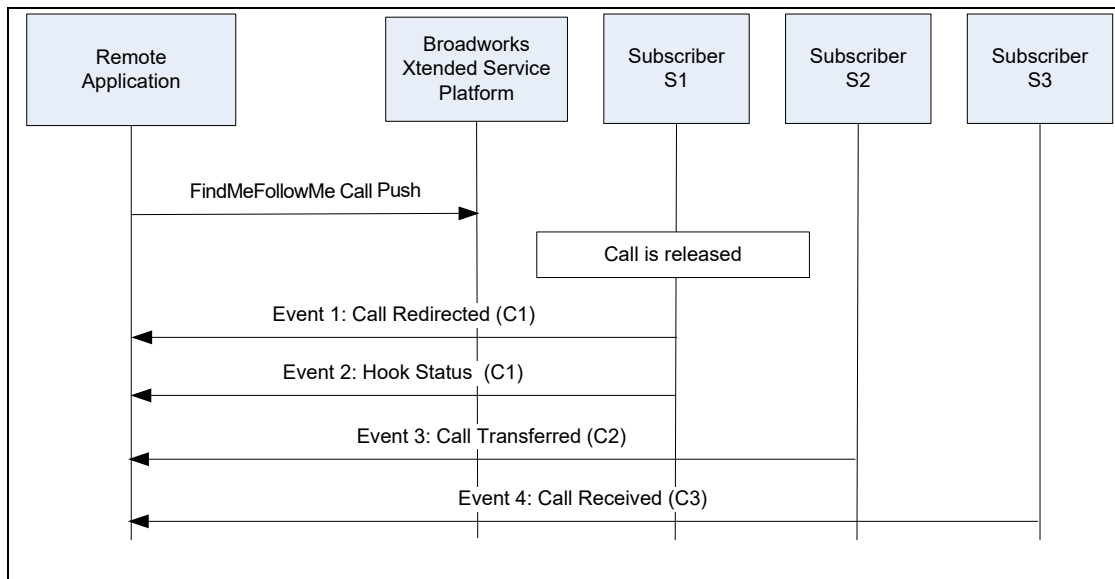 Remote
Application
Broadworks
Xtended Service
Platform
Subscriber
S1
Subscriber
S2
Subscriber
S3
FindMeFollowMe Call Push
Call is released
Event 1: Call Redirected (C1)
Event 2: Hook Status (C1)
Event 3: Call Transferred (C2)
Event 4: Call Received (C3)